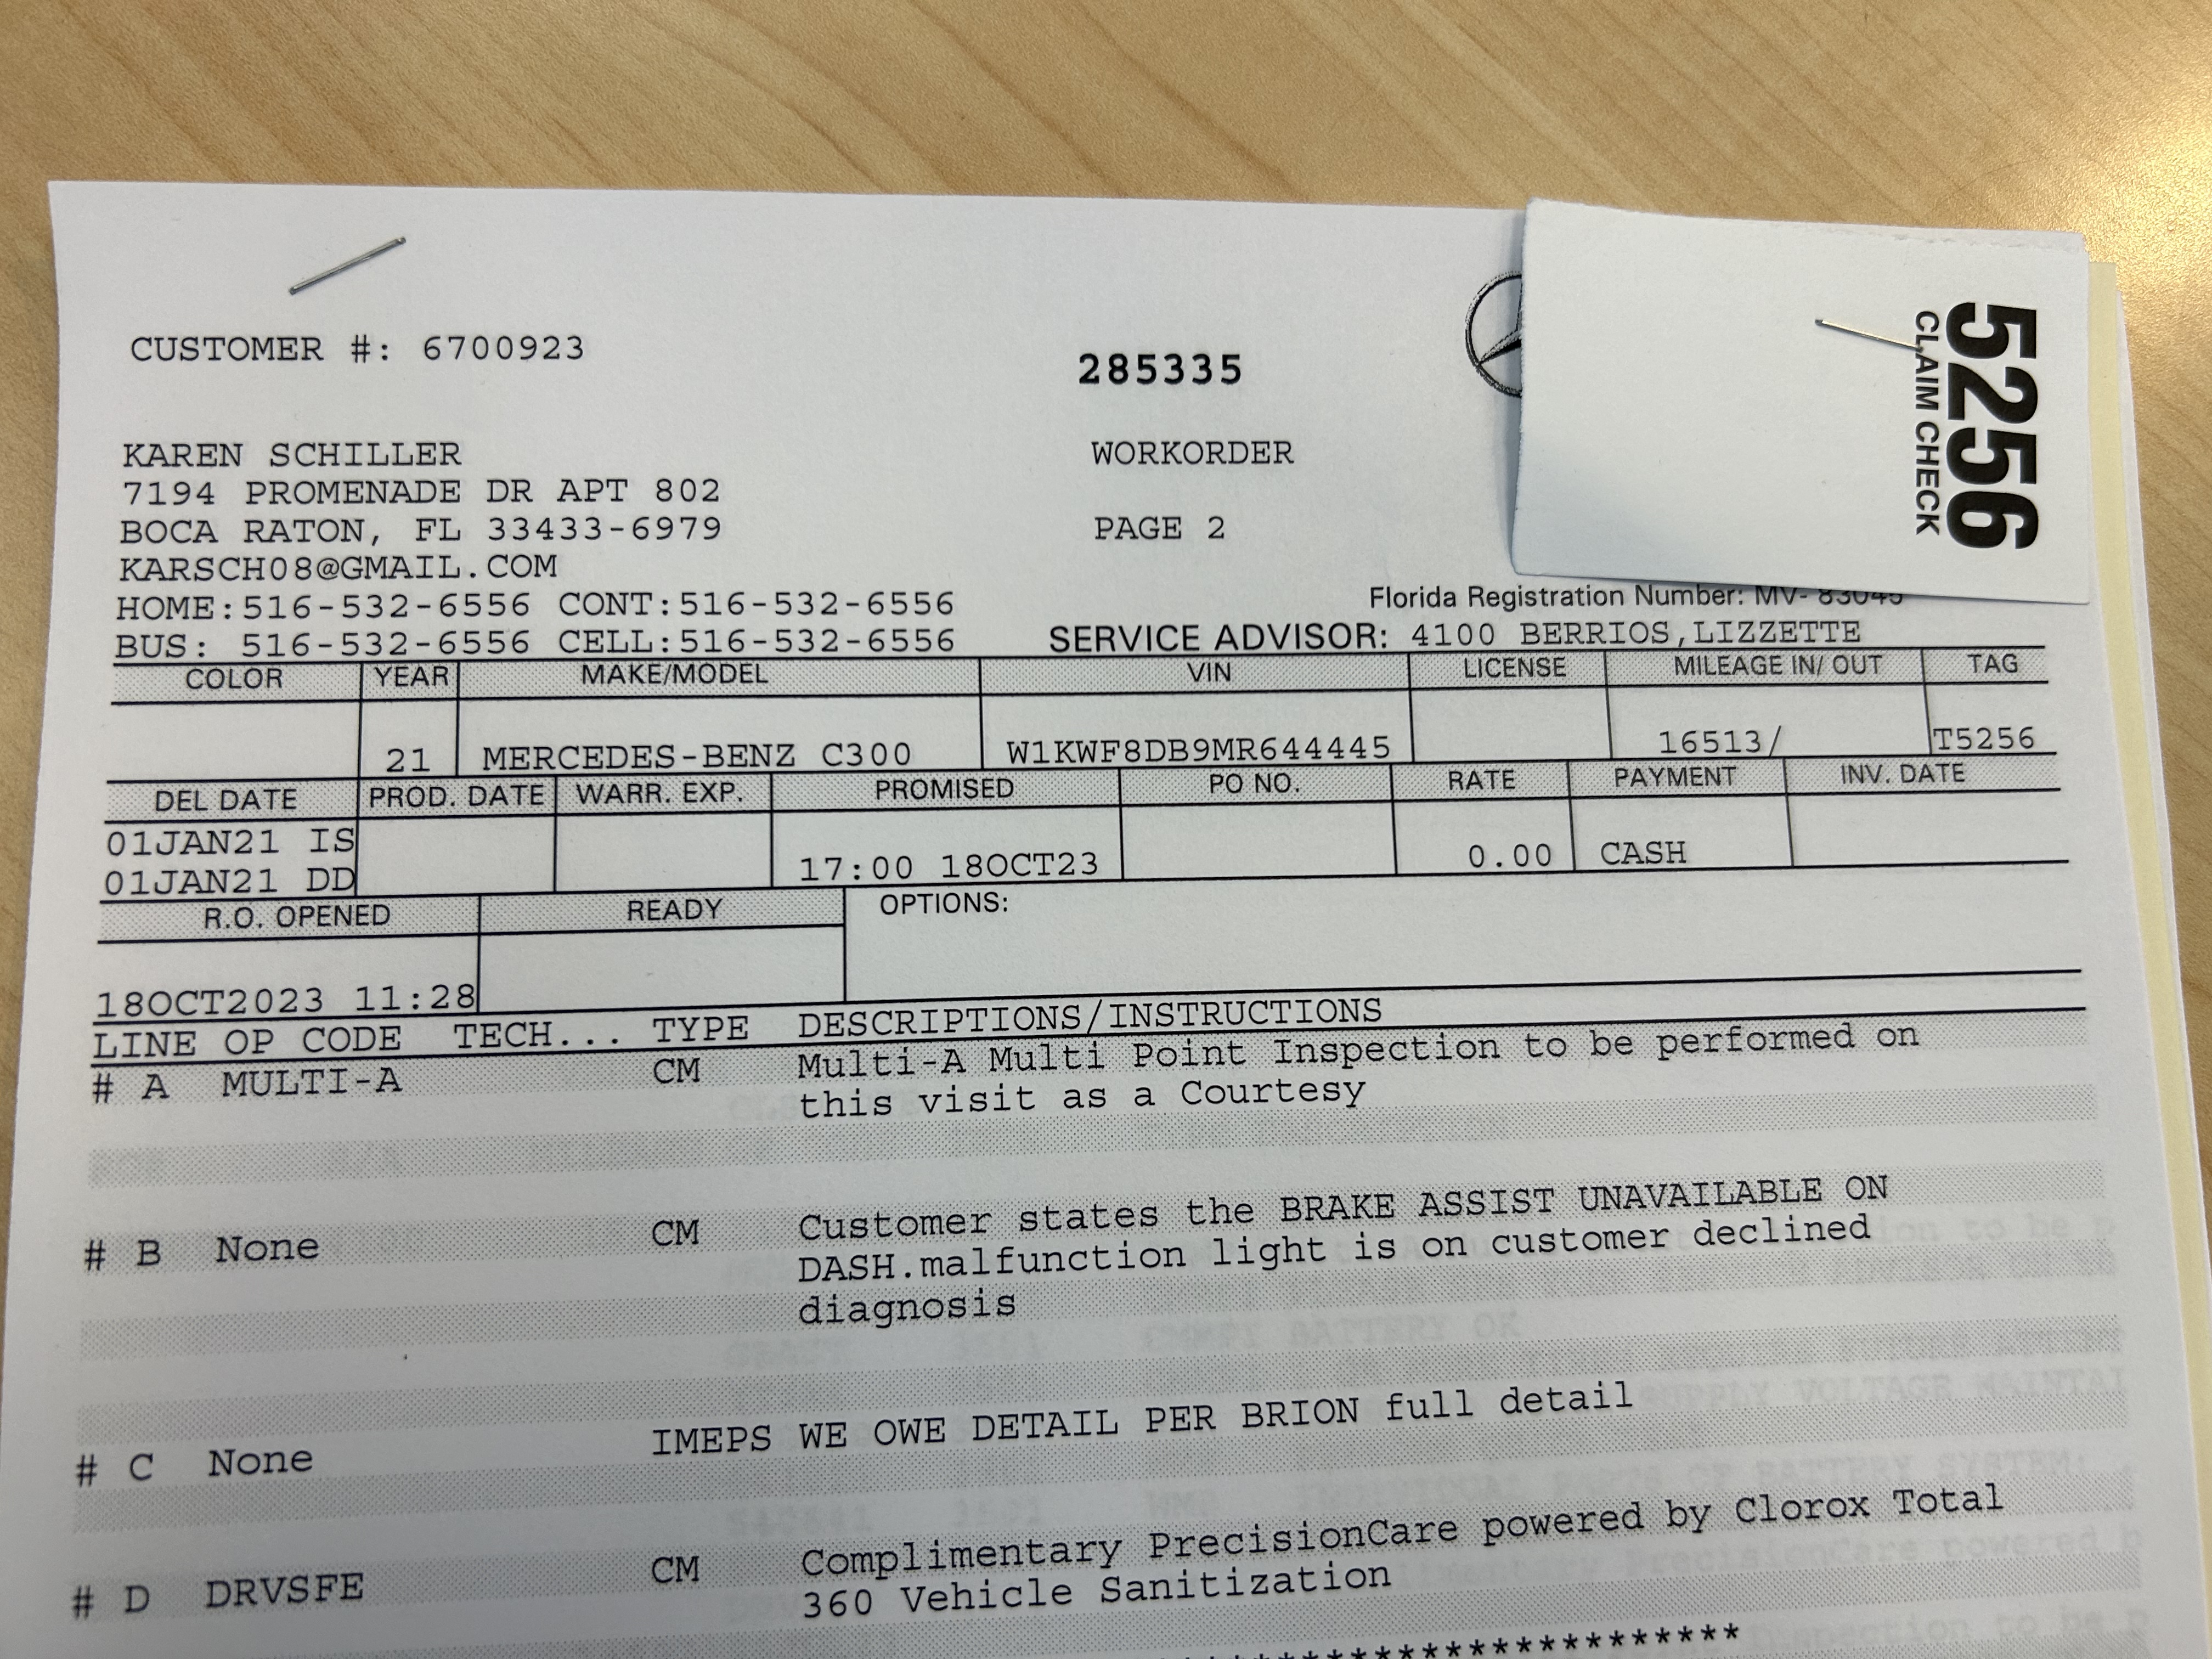 CUSTOMER #: 6700923
285335
5256
CLAIM CHECK
KAREN SCHILLER
WORKORDER
7194 PROMENADE DR APT 802
BOCA RATON, FL 33433-6979
PAGE 2
KARSCH08@GMAIL.COM
HOME:516-532-6556 CONT:516-532-6556
Florida Registration Number: MV-
BUS: 516-532-6556 CELL:516-532-6556
SERVICE ADVISOR: 4100 BERRIOS,LIZZETTE
COLOR YEAR MAKE/MODEL VIN LICENSE MILEAGE IN/ OUT TAG
21 MERCEDES-BENZ C300 W1KWF8DB9MR644445 16513/ T5256
DEL DATE PROD. DATE WARR. EXP. PROMISED PO NO. RATE PAYMENT INV. DATE
01JAN21 IS
01JAN21 DD 17:00 18OCT23 0.00 CASH
R.O. OPENED READY OPTIONS:
18OCT2023 11:28
LINE OP CODE TECH... TYPE DESCRIPTIONS/INSTRUCTIONS
# A MULTI-A CM Multi-A Multi Point Inspection to be performed on
this visit as a Courtesy
# B None CM Customer states the BRAKE ASSIST UNAVAILABLE ON
DASH.malfunction light is on customer declined
diagnosis
# C None IMEPS WE OWE DETAIL PER BRION full detail
# D DRVSFE CM Complimentary PrecisionCare powered by Clorox Total
360 Vehicle Sanitization